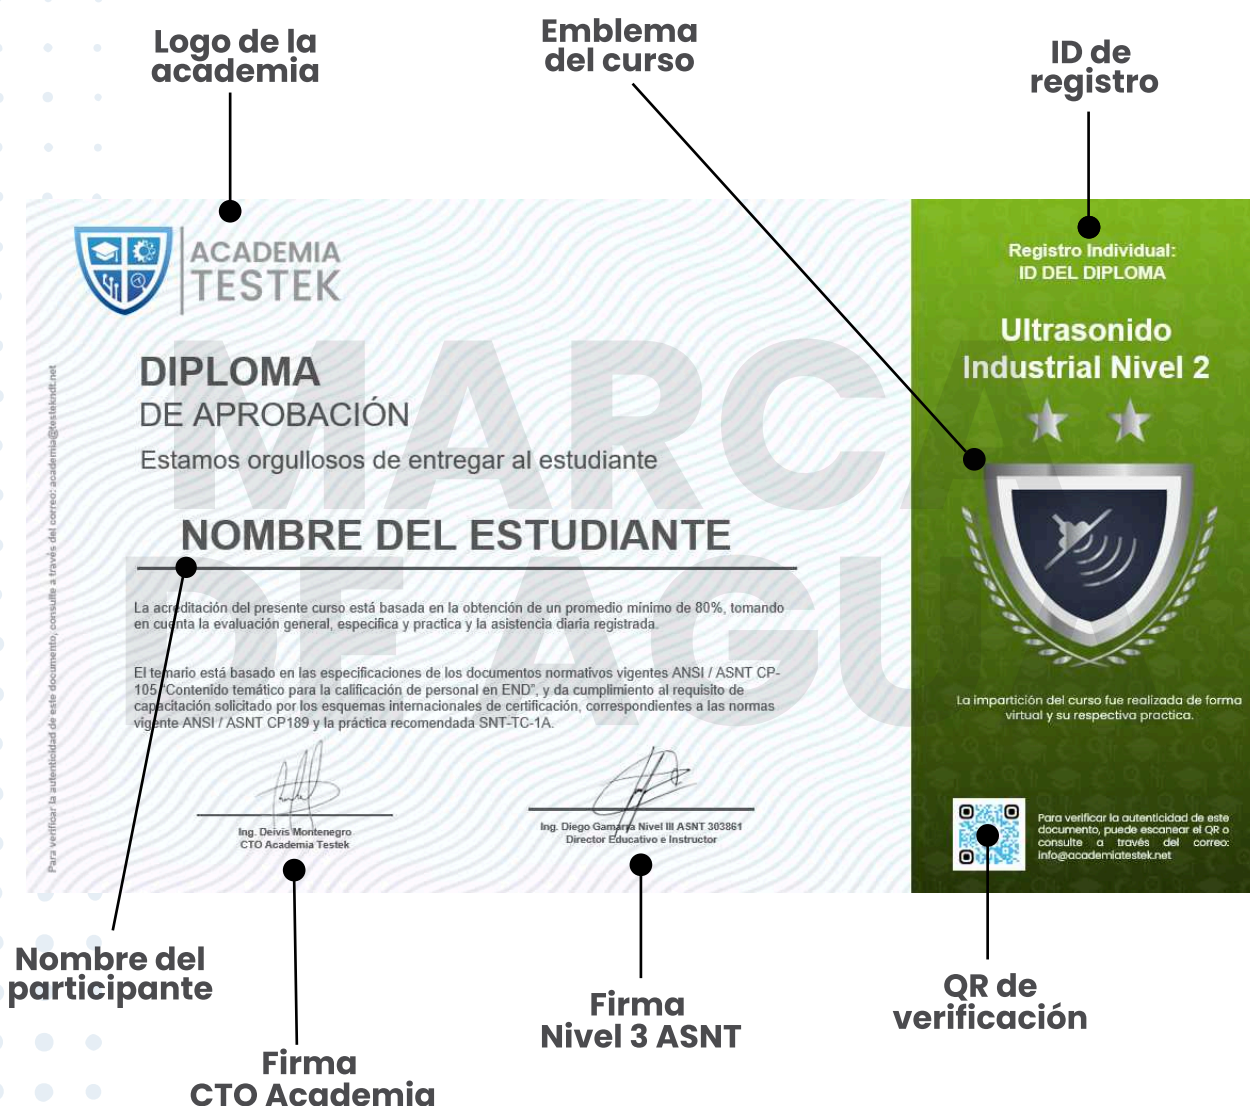 Logo de la
academia
Emblema
del curso
ID de
registro
ACADEMIA
TESTEK
DIPLOMA
DE APROBACIÓN
Estamos orgullosos de entregar al estudiante
NOMBRE DEL ESTUDIANTE
La acreditación del presente curso está basada en la obtención de un promedio mínimo de 80%, tomando
en cuenta la evaluación general, especifica y practica y la asistencia diaria registrada.
El temario está basado en las especificaciones de los documentos normativos vigentes ANSI / ASNT CP-
105 "Contenido temático para la calificación de personal en END", y da cumplimiento al requisito de
capacitación solicitado por los esquemas internacionales de certificación, correspondientes a las normas
vigente ANSI / ASNT CP189 y la práctica recomendada SNT-TC-1A.
Ing. Deivis Montenegro
CTO Academia Testek
Ing. Diego Gamarra Nivel III ASNT 303861
Director Educativo e Instructor
Para verificar la autenticidad de este documento, consulte a través del correo: academia@testekndt.net
MARCA
DE AGUA
Registro Individual:
ID DEL DIPLOMA
Ultrasonido
Industrial Nivel 2
La impartición del curso fue realizada de forma
virtual y su respectiva practica.
Para verificar la autenticidad de este
documento, puede escanear el QR o
consulte a través del correo:
info@academiatestek.net
Nombre del
participante
Firma
CTO Academia
Firma
Nivel 3 ASNT
QR de
verificación